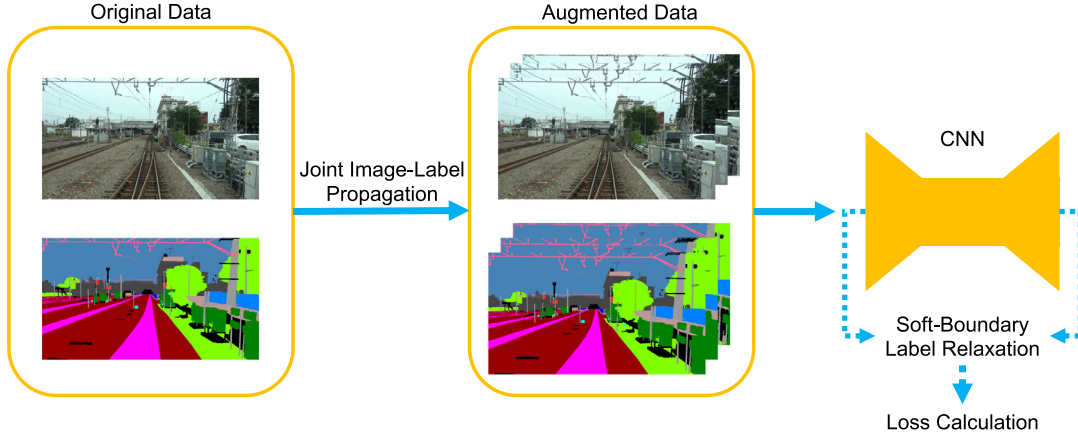 Original Data
Augmented Data
Joint Image-Label
Propagation
CNN
Soft-Boundary
Label Relaxation
Loss Calculation